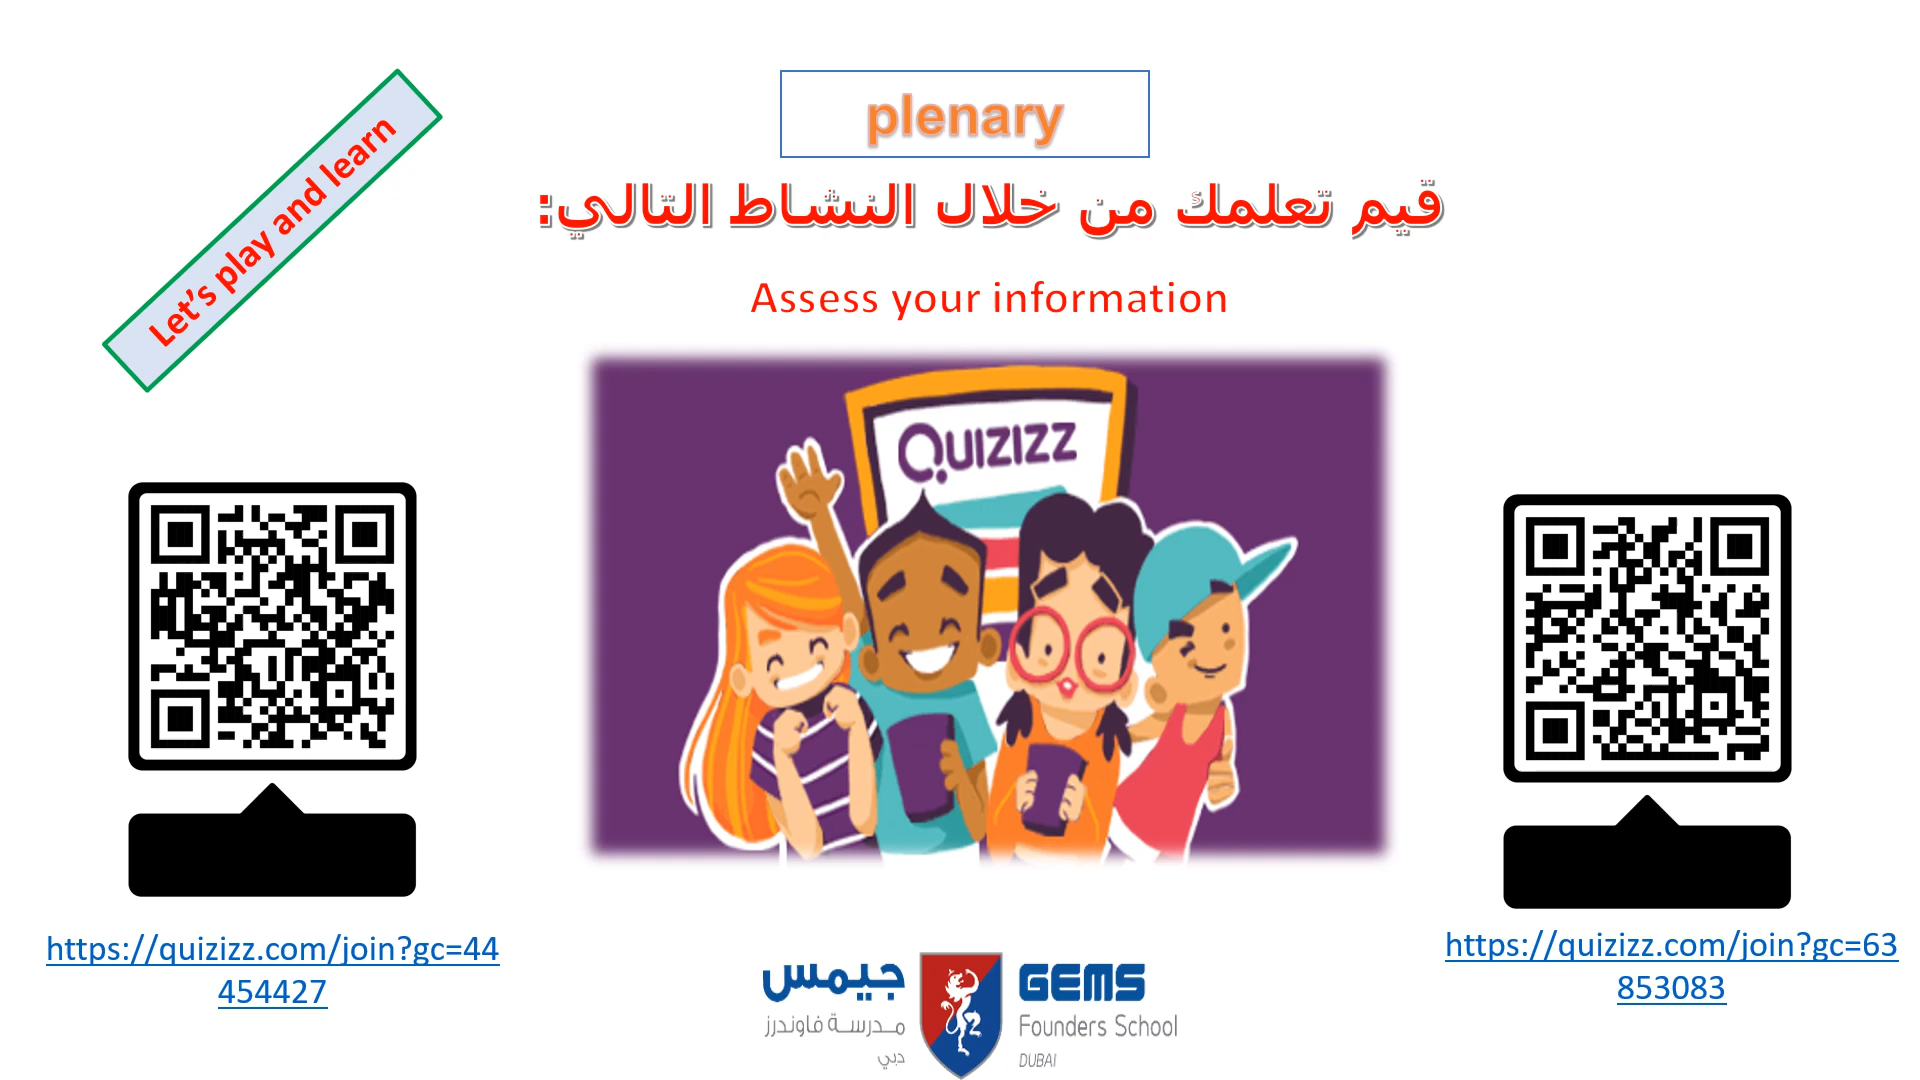 plenary
Let's play and learn
قيم تعلمك من خلال النشاط التالي:
Assess your information
QUIZIZZ
https://quizizz.com/join?gc=44
454427
https://quizizz.com/join?gc=63
853083
جيمس
مدرسة فاوندرز
دبي
GEMS
Founders School
DUBAI